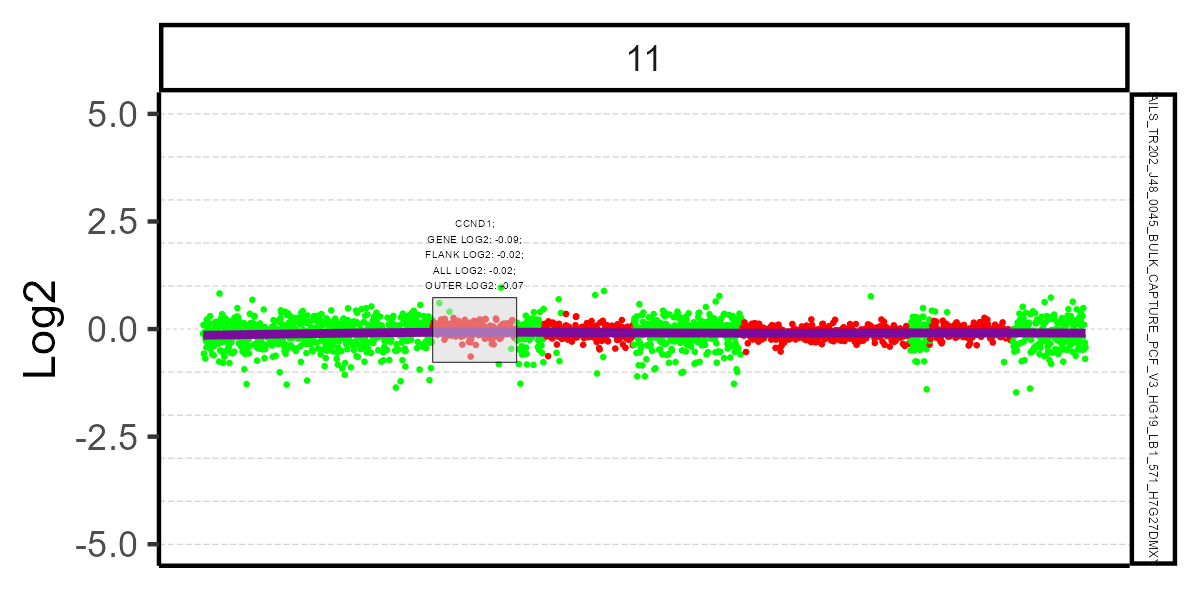 11
Log2
5.0
2.5
0.0
-2.5
-5.0
CCND1;
GENE LOG2: -0.09;
FLANK LOG2: -0.02;
ALL LOG2: -0.02;
OUTER LOG2: -0.07
AILS_TR202_J48_0045_BULK_CAPTURE_PCF_V3_HG19_LB1_571_H7G27DMXY